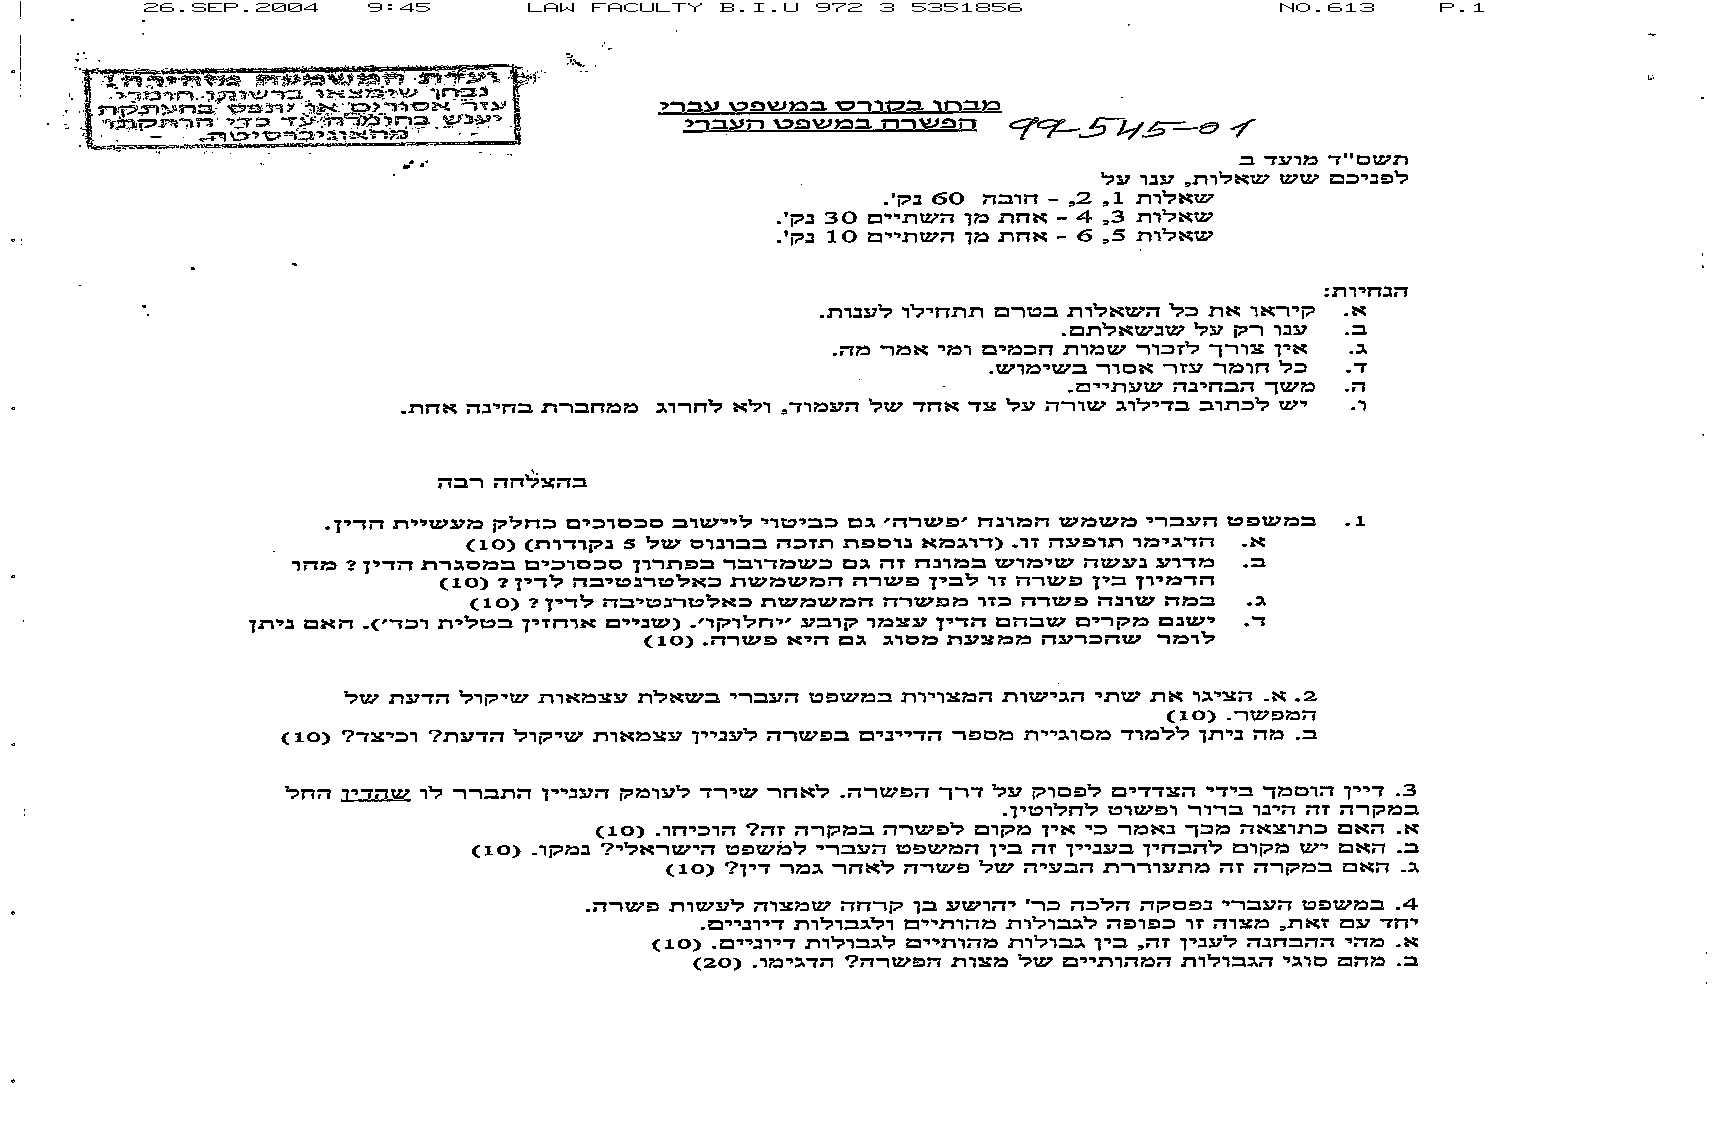 26.SEP.2004 9:45 LAW FACULTY B.I.U 972 3 5351856 NO.613 P.1
ועדת המשמעת מזהירה!
נבחן שימצאו ברשותו חומרי
עזר אסורים או יתפס בהעתקה
יענש בחומרה עד כדי הרחקתו
מהאוניברסיטה.
מבחן בקורס במשפט עברי
הפשרה במשפט העברי 99-545-01
תשס"ד מועד ב
לפניכם שש שאלות, ענו על
שאלות 1, 2, - חובה 60 נק'.
שאלות 3, 4 - אחת מן השתיים 30 נק'.
שאלות 5, 6 - אחת מן השתיים 10 נק'.
הנחיות:
א. קיראו את כל השאלות בטרם תתחילו לענות.
ב. ענו רק על שנשאלתם.
ג. אין צורך לזכור שמות חכמים ומי אמר מה.
ד. כל חומר עזר אסור בשימוש.
ה. משך הבחינה שעתיים.
ו. יש לכתוב בדילוג שורה על צד אחד של העמוד, ולא לחרוג ממחברת בחינה אחת.
בהצלחה רבה
1. במשפט העברי משמש המונח 'פשרה' גם כביטוי ליישוב סכסוכים כחלק מעשיית הדין.
א. הדגימו תופעה זו. (דוגמא נוספת תזכה בבונוס של 5 נקודות) (10)
ב. מדוע נעשה שימוש במונח זה גם כשמדובר בפתרון סכסוכים במסגרת הדין? מהו
הדמיון בין פשרה זו לבין פשרה המשמשת כאלטרנטיבה לדין? (10)
ג. במה שונה פשרה כזו מפשרה המשמשת כאלטרנטיבה לדין? (10)
ד. ישנם מקרים שבהם הדין עצמו קובע 'יחלוקו'. (שניים אוחזין בטלית וכד'). האם ניתן
לומר שהכרעה ממצעת מסוג גם היא פשרה. (10)
2. א. הציגו את שתי הגישות המצויות במשפט העברי בשאלת עצמאות שיקול הדעת של
המפשר. (10)
ב. מה ניתן ללמוד מסוגיית מספר הדיינים בפשרה לעניין עצמאות שיקול הדעת? וכיצד? (10)
3. דיין הוסמך בידי הצדדים לפסוק על דרך הפשרה. לאחר שירד לעומק העניין התברר לו שהדין החל
במקרה זה הינו ברור ופשוט לחלוטין.
א. האם כתוצאה מכך נאמר כי אין מקום לפשרה במקרה זה? הוכיחו. (10)
ב. האם יש מקום להבחין בעניין זה בין המשפט העברי למשפט הישראלי? נמקו. (10)
ג. האם במקרה זה מתעוררת הבעיה של פשרה לאחר גמר דין? (10)
4. במשפט העברי נפסקה הלכה כר' יהושע בן קרחה שמצוה לעשות פשרה.
יחד עם זאת, מצוה זו כפופה לגבולות מהותיים ולגבולות דיוניים.
א. מהי ההבחנה לענין זה, בין גבולות מהותיים לגבולות דיוניים. (10)
ב. מהם סוגי הגבולות המהותיים של מצות הפשרה? הדגימו. (20)